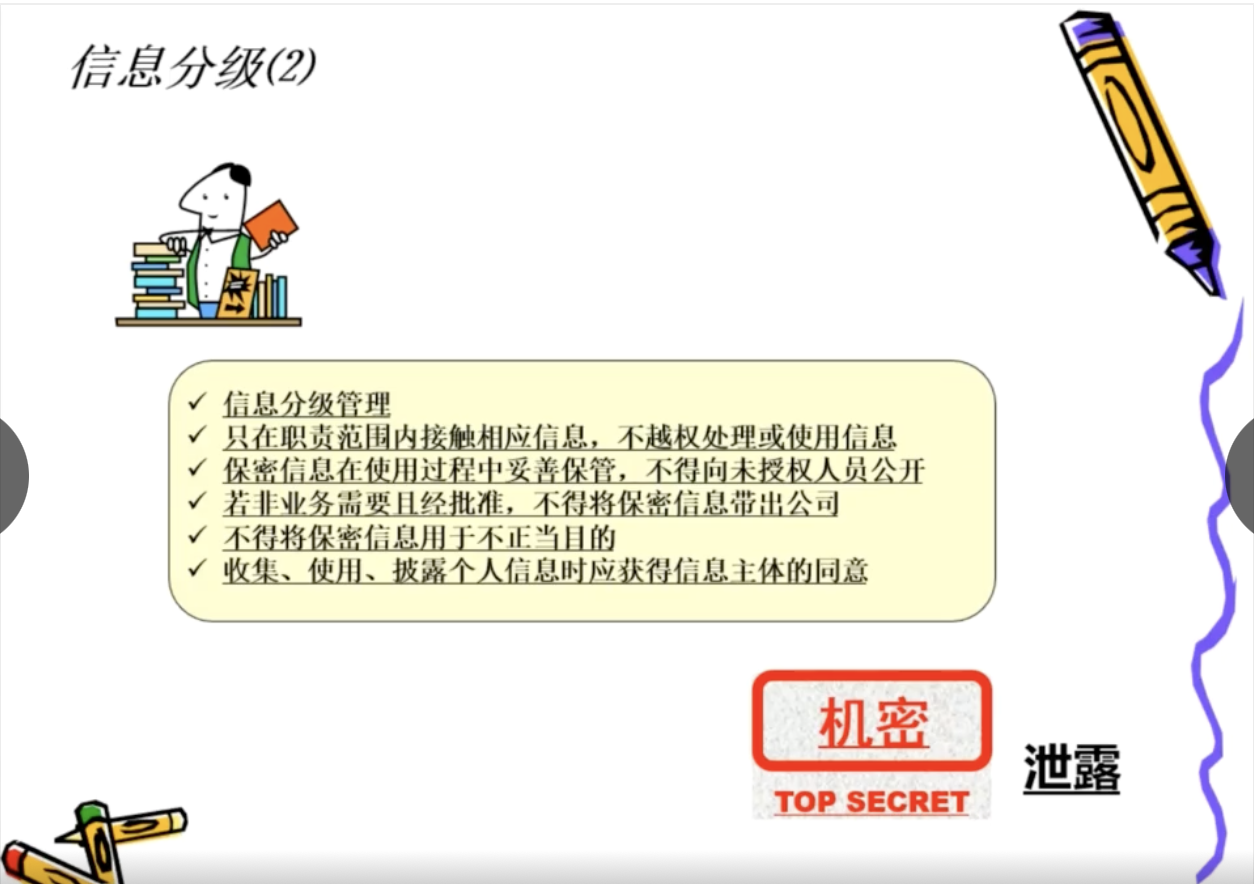 信息分级(2)
信息分级管理
只在职责范围内接触相应信息，不越权处理或使用信息
保密信息在使用过程中妥善保管，不得向未授权人员公开
若非业务需要且经批准，不得将保密信息带出公司
不得将保密信息用于不正当目的
收集、使用、披露个人信息时应获得信息主体的同意
机密
TOP SECRET
泄露